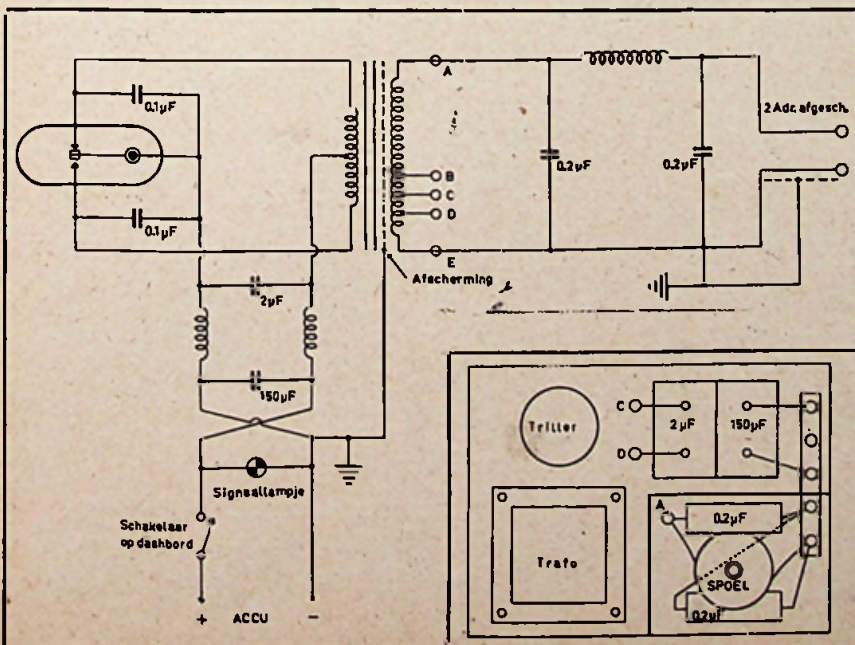 0.1µF
0.1µF
A
B
C
D
E
0.2µF
0.2µF
2 Adr. afgesch.
Afscherming
2µF
150µF
Signaallampje
Schakelaar
op dashbord
+ ACCU -
Triller
C
D
2µF
150µF
Trafo
A
0.2µF
SPOEL
0.2µF